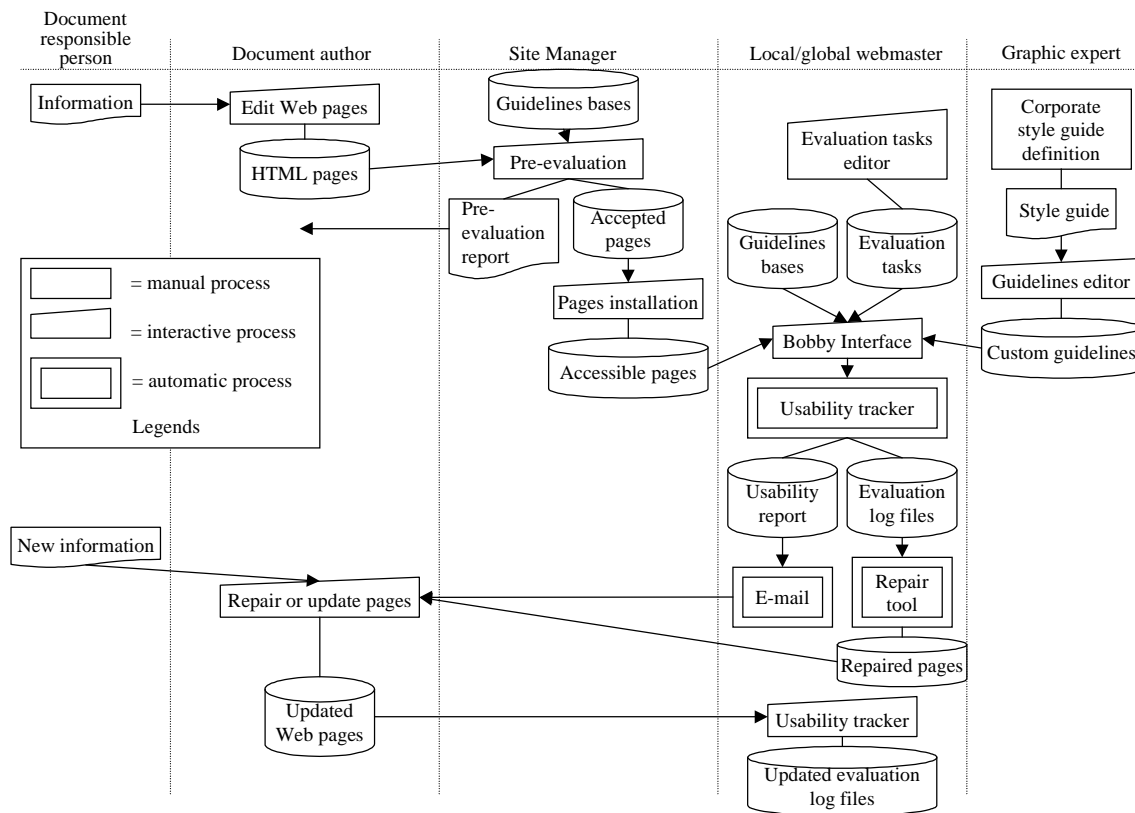 Document
responsible
person
Document author
Site Manager
Local/global webmaster
Graphic expert
Information
Edit Web pages
HTML pages
Guidelines bases
Pre-evaluation
Pre-
evaluation
report
Accepted
pages
Pages installation
Accessible pages
Evaluation tasks
editor
Guidelines
bases
Evaluation
tasks
Bobby Interface
Usability tracker
Usability
report
Evaluation
log files
E-mail
Repair
tool
Repaired pages
Corporate
style guide
definition
Style guide
Guidelines editor
Custom guidelines
= manual process
= interactive process
= automatic process
Legends
New information
Repair or update pages
Updated
Web pages
Usability tracker
Updated evaluation
log files